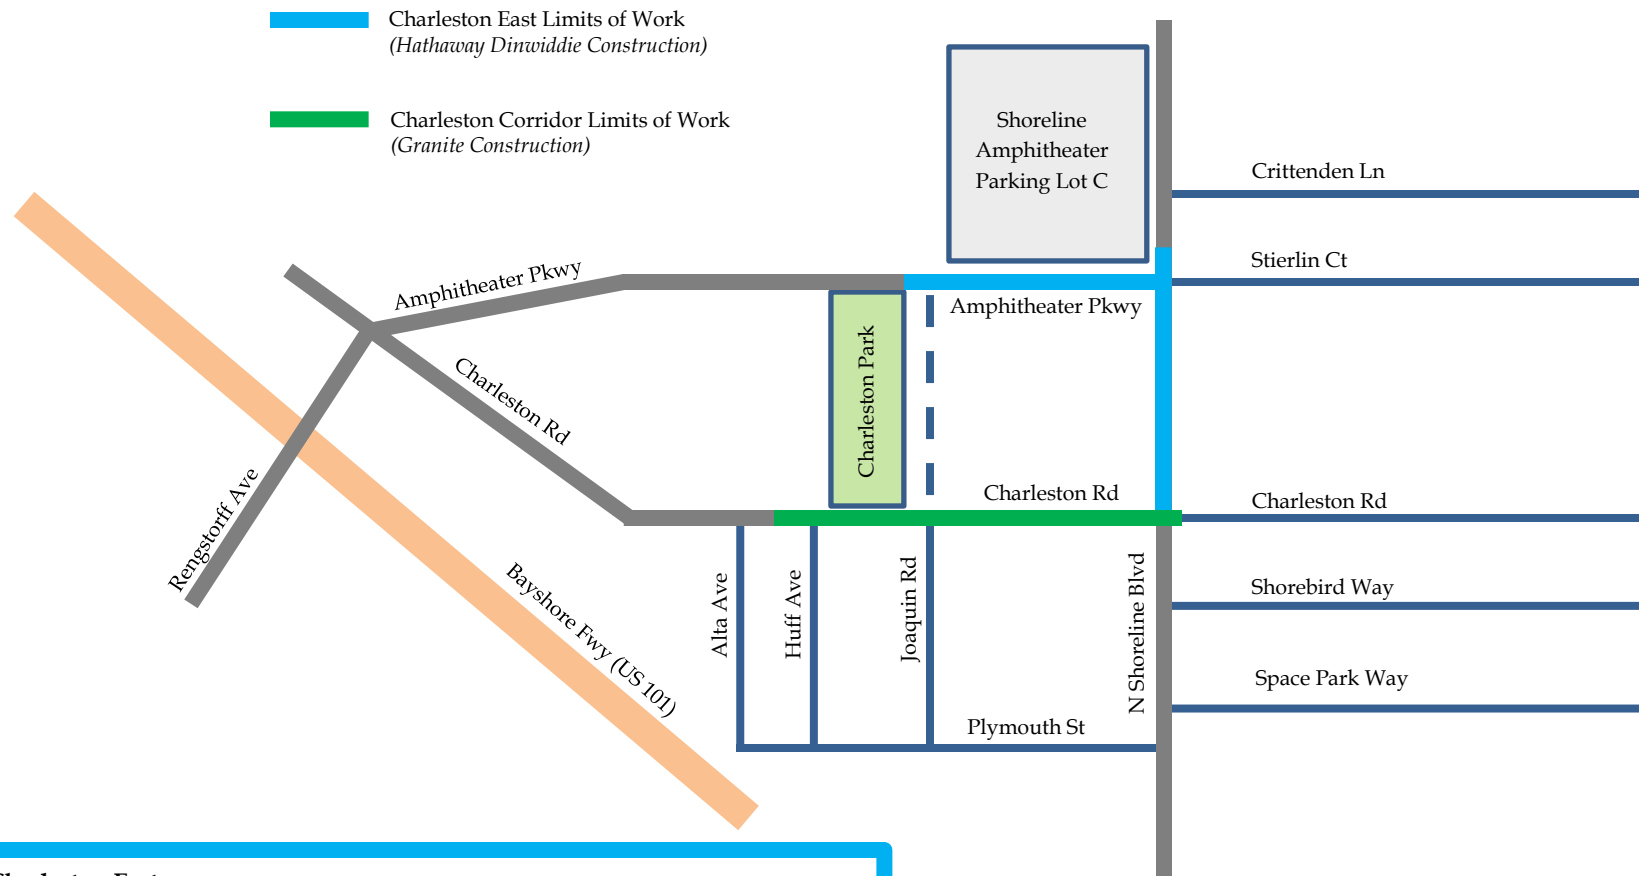 Charleston East Limits of Work
(Hathaway Dinwiddie Construction)
Charleston Corridor Limits of Work
(Granite Construction)
Shoreline
Amphitheater
Parking Lot C
Crittenden Ln
Stierlin Ct
Amphitheater Pkwy
Amphitheater Pkwy
Charleston Park
Charleston Rd
Charleston Rd
Charleston Rd
Rengstorff Ave
Bayshore Fwy (US 101)
Alta Ave
Huff Ave
Joaquin Rd
N Shoreline Blvd
Shorebird Way
Space Park Way
Plymouth St